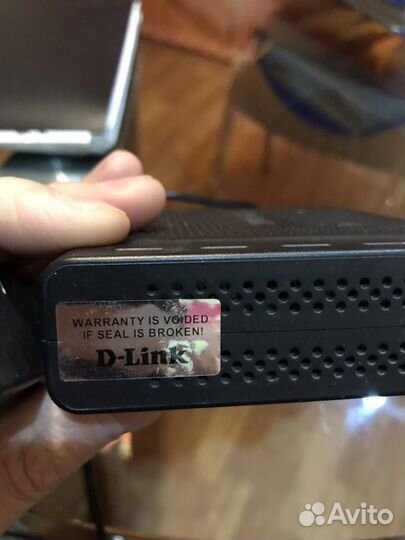 WARRANTY IS VOIDED
IF SEAL IS BROKEN!
D-Link
Avito